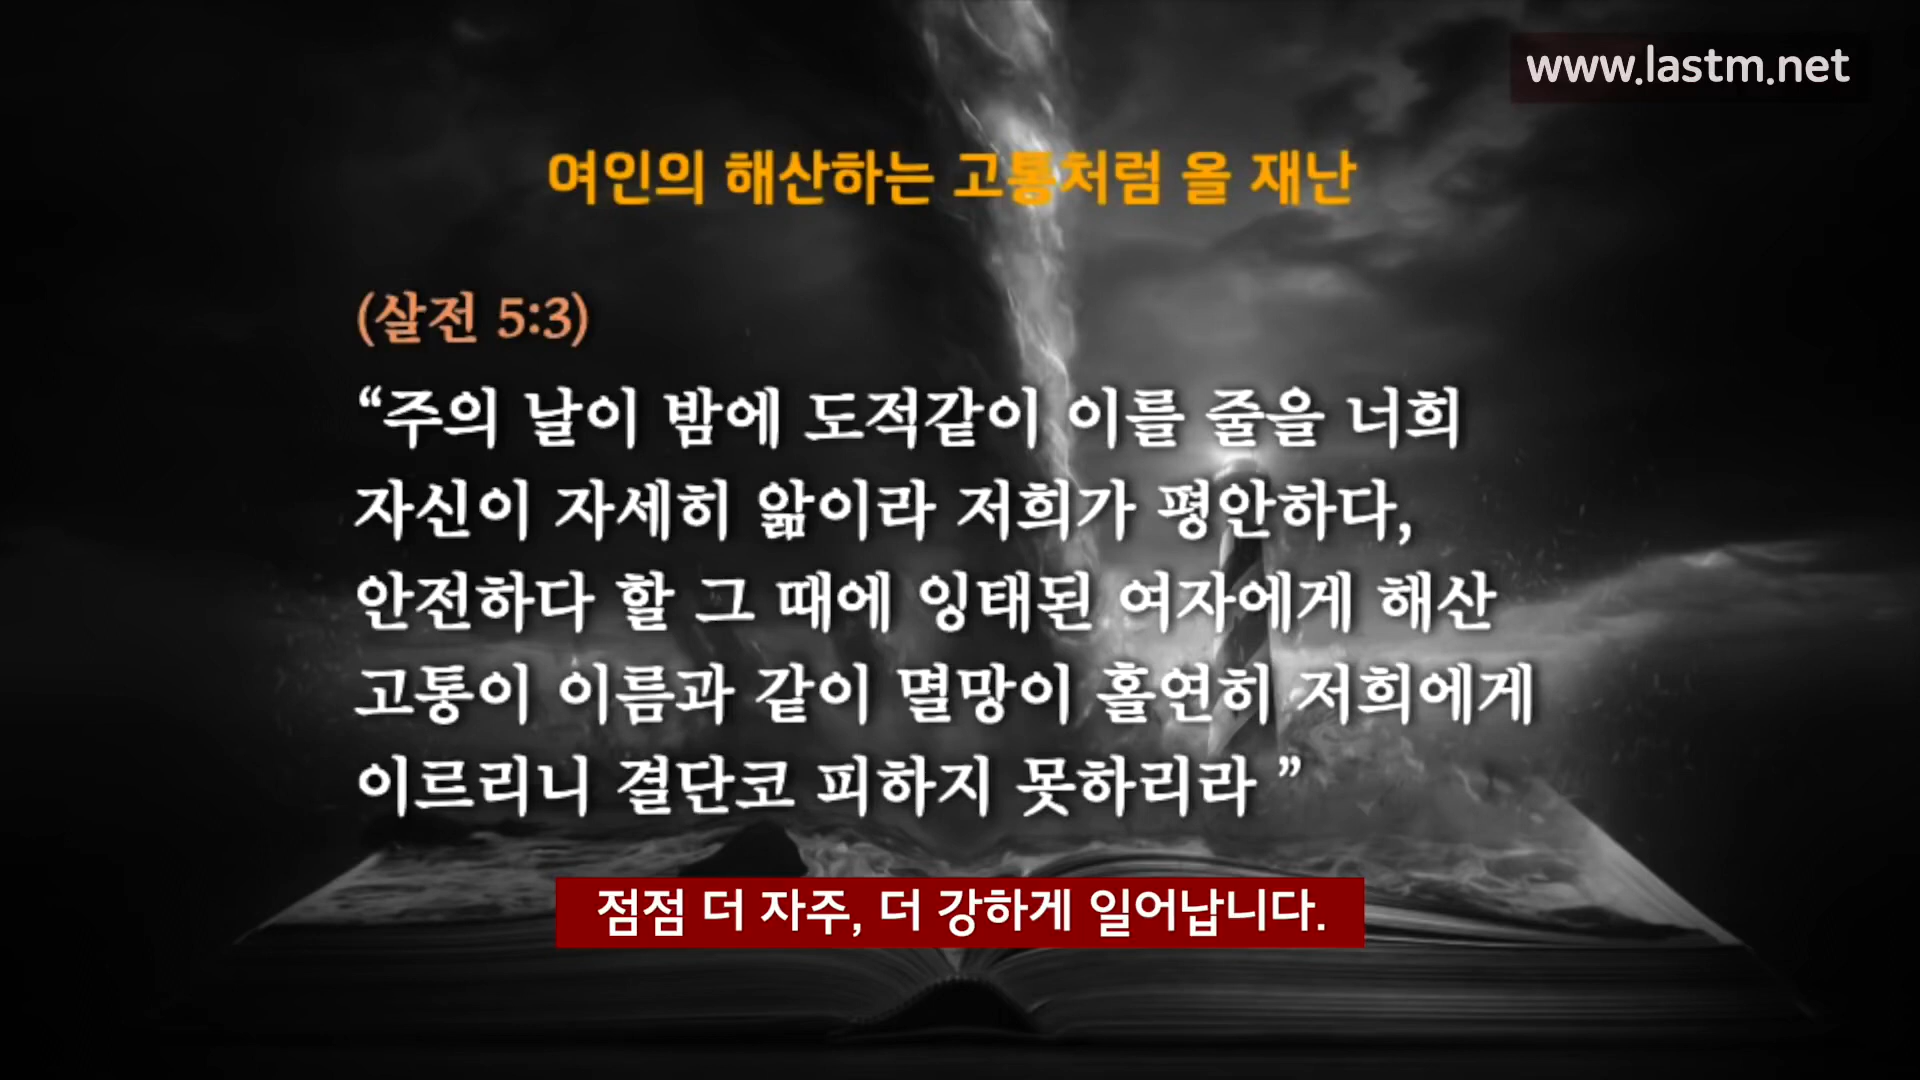 www.lastm.net
여인의 해산하는 고통처럼 올 재난
(살전 5:3)
“주의 날이 밤에 도적같이 이를 줄을 너희
자신이 자세히 앎이라 저희가 평안하다,
안전하다 할 그 때에 잉태된 여자에게 해산
고통이 이름과 같이 멸망이 홀연히 저희에게
이르리니 결단코 피하지 못하리라 ”
점점 더 자주, 더 강하게 일어납니다.